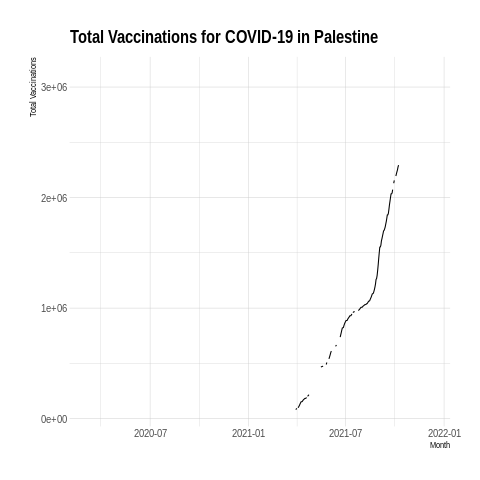 Total Vaccinations for COVID-19 in Palestine
Total Vaccinations
3e+06
2e+06
1e+06
0e+00
2020-07 2021-01 2021-07 2022-01
Month